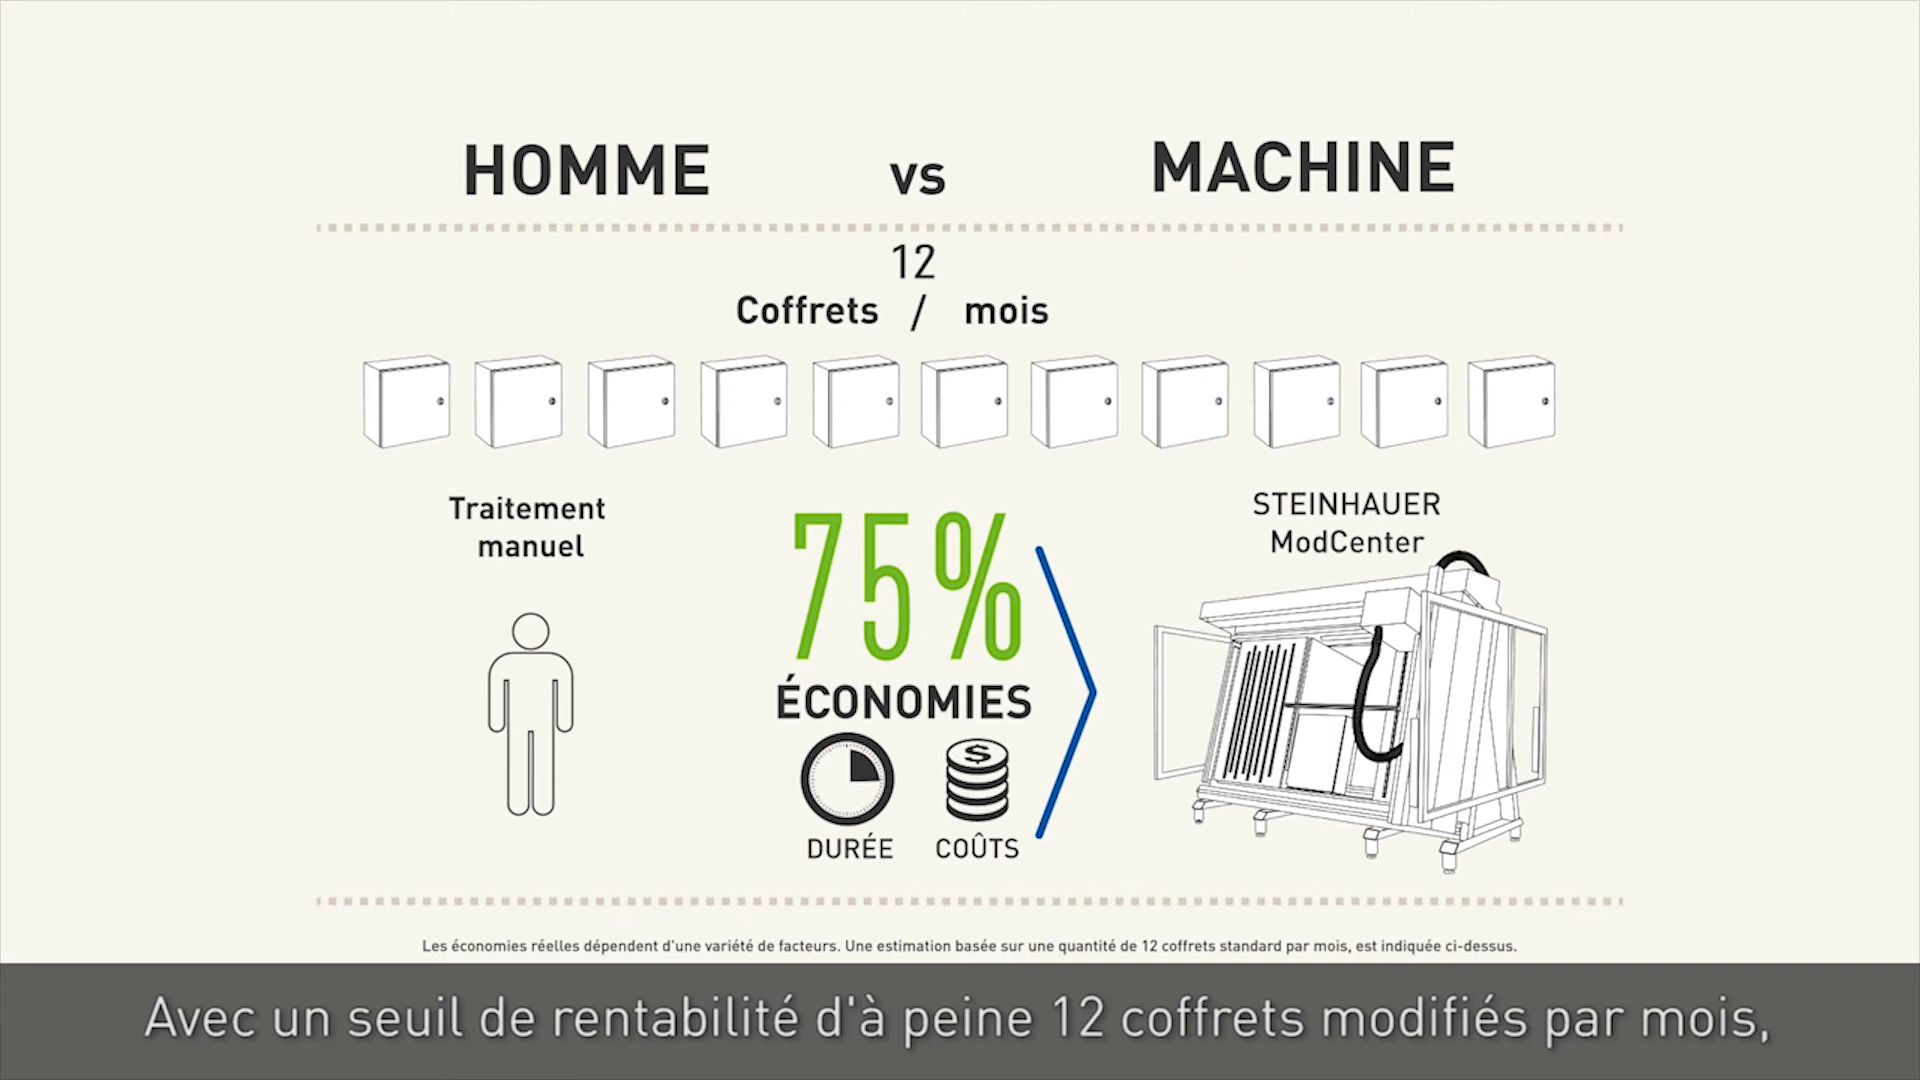 HOMME vs MACHINE
12
Coffrets / mois
Traitement
manuel
75%
ÉCONOMIES
$
DURÉE COÛTS
STEINHAUER
ModCenter
Les économies réelles dépendent d'une variété de facteurs. Une estimation basée sur une quantité de 12 coffrets standard par mois, est indiquée ci-dessus.
Avec un seuil de rentabilité d'à peine 12 coffrets modifiés par mois,